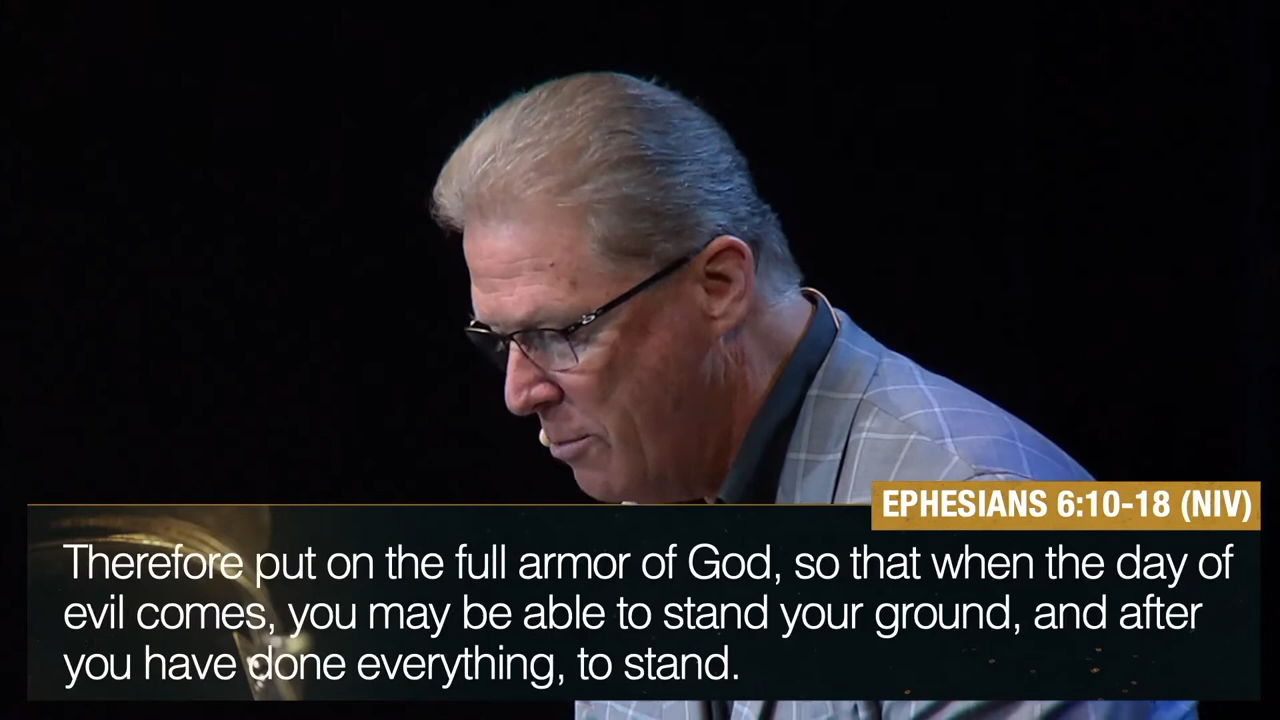 EPHESIANS 6:10-18 (NIV)
Therefore put on the full armor of God, so that when the day of
evil comes, you may be able to stand your ground, and after
you have done everything, to stand.